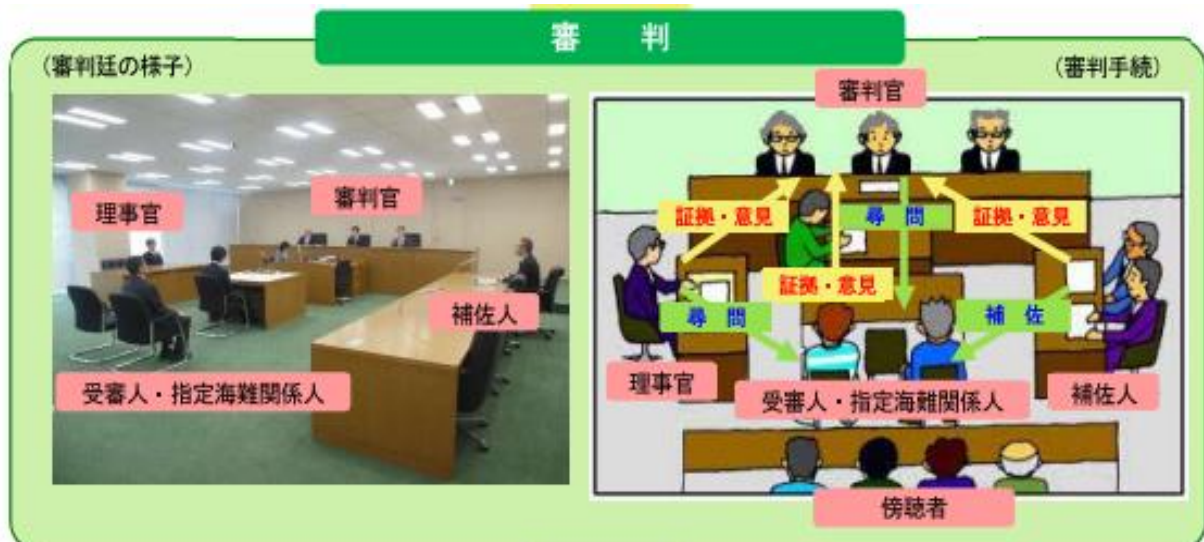 審 判
(審判廷の様子)
(審判手続)
理事官
審判官
補佐人
受審人・指定海難関係人
審判官
証拠・意見
尋 問
証拠・意見
証拠・意見
尋 問
補 佐
理事官
受審人・指定海難関係人
補佐人
傍聴者